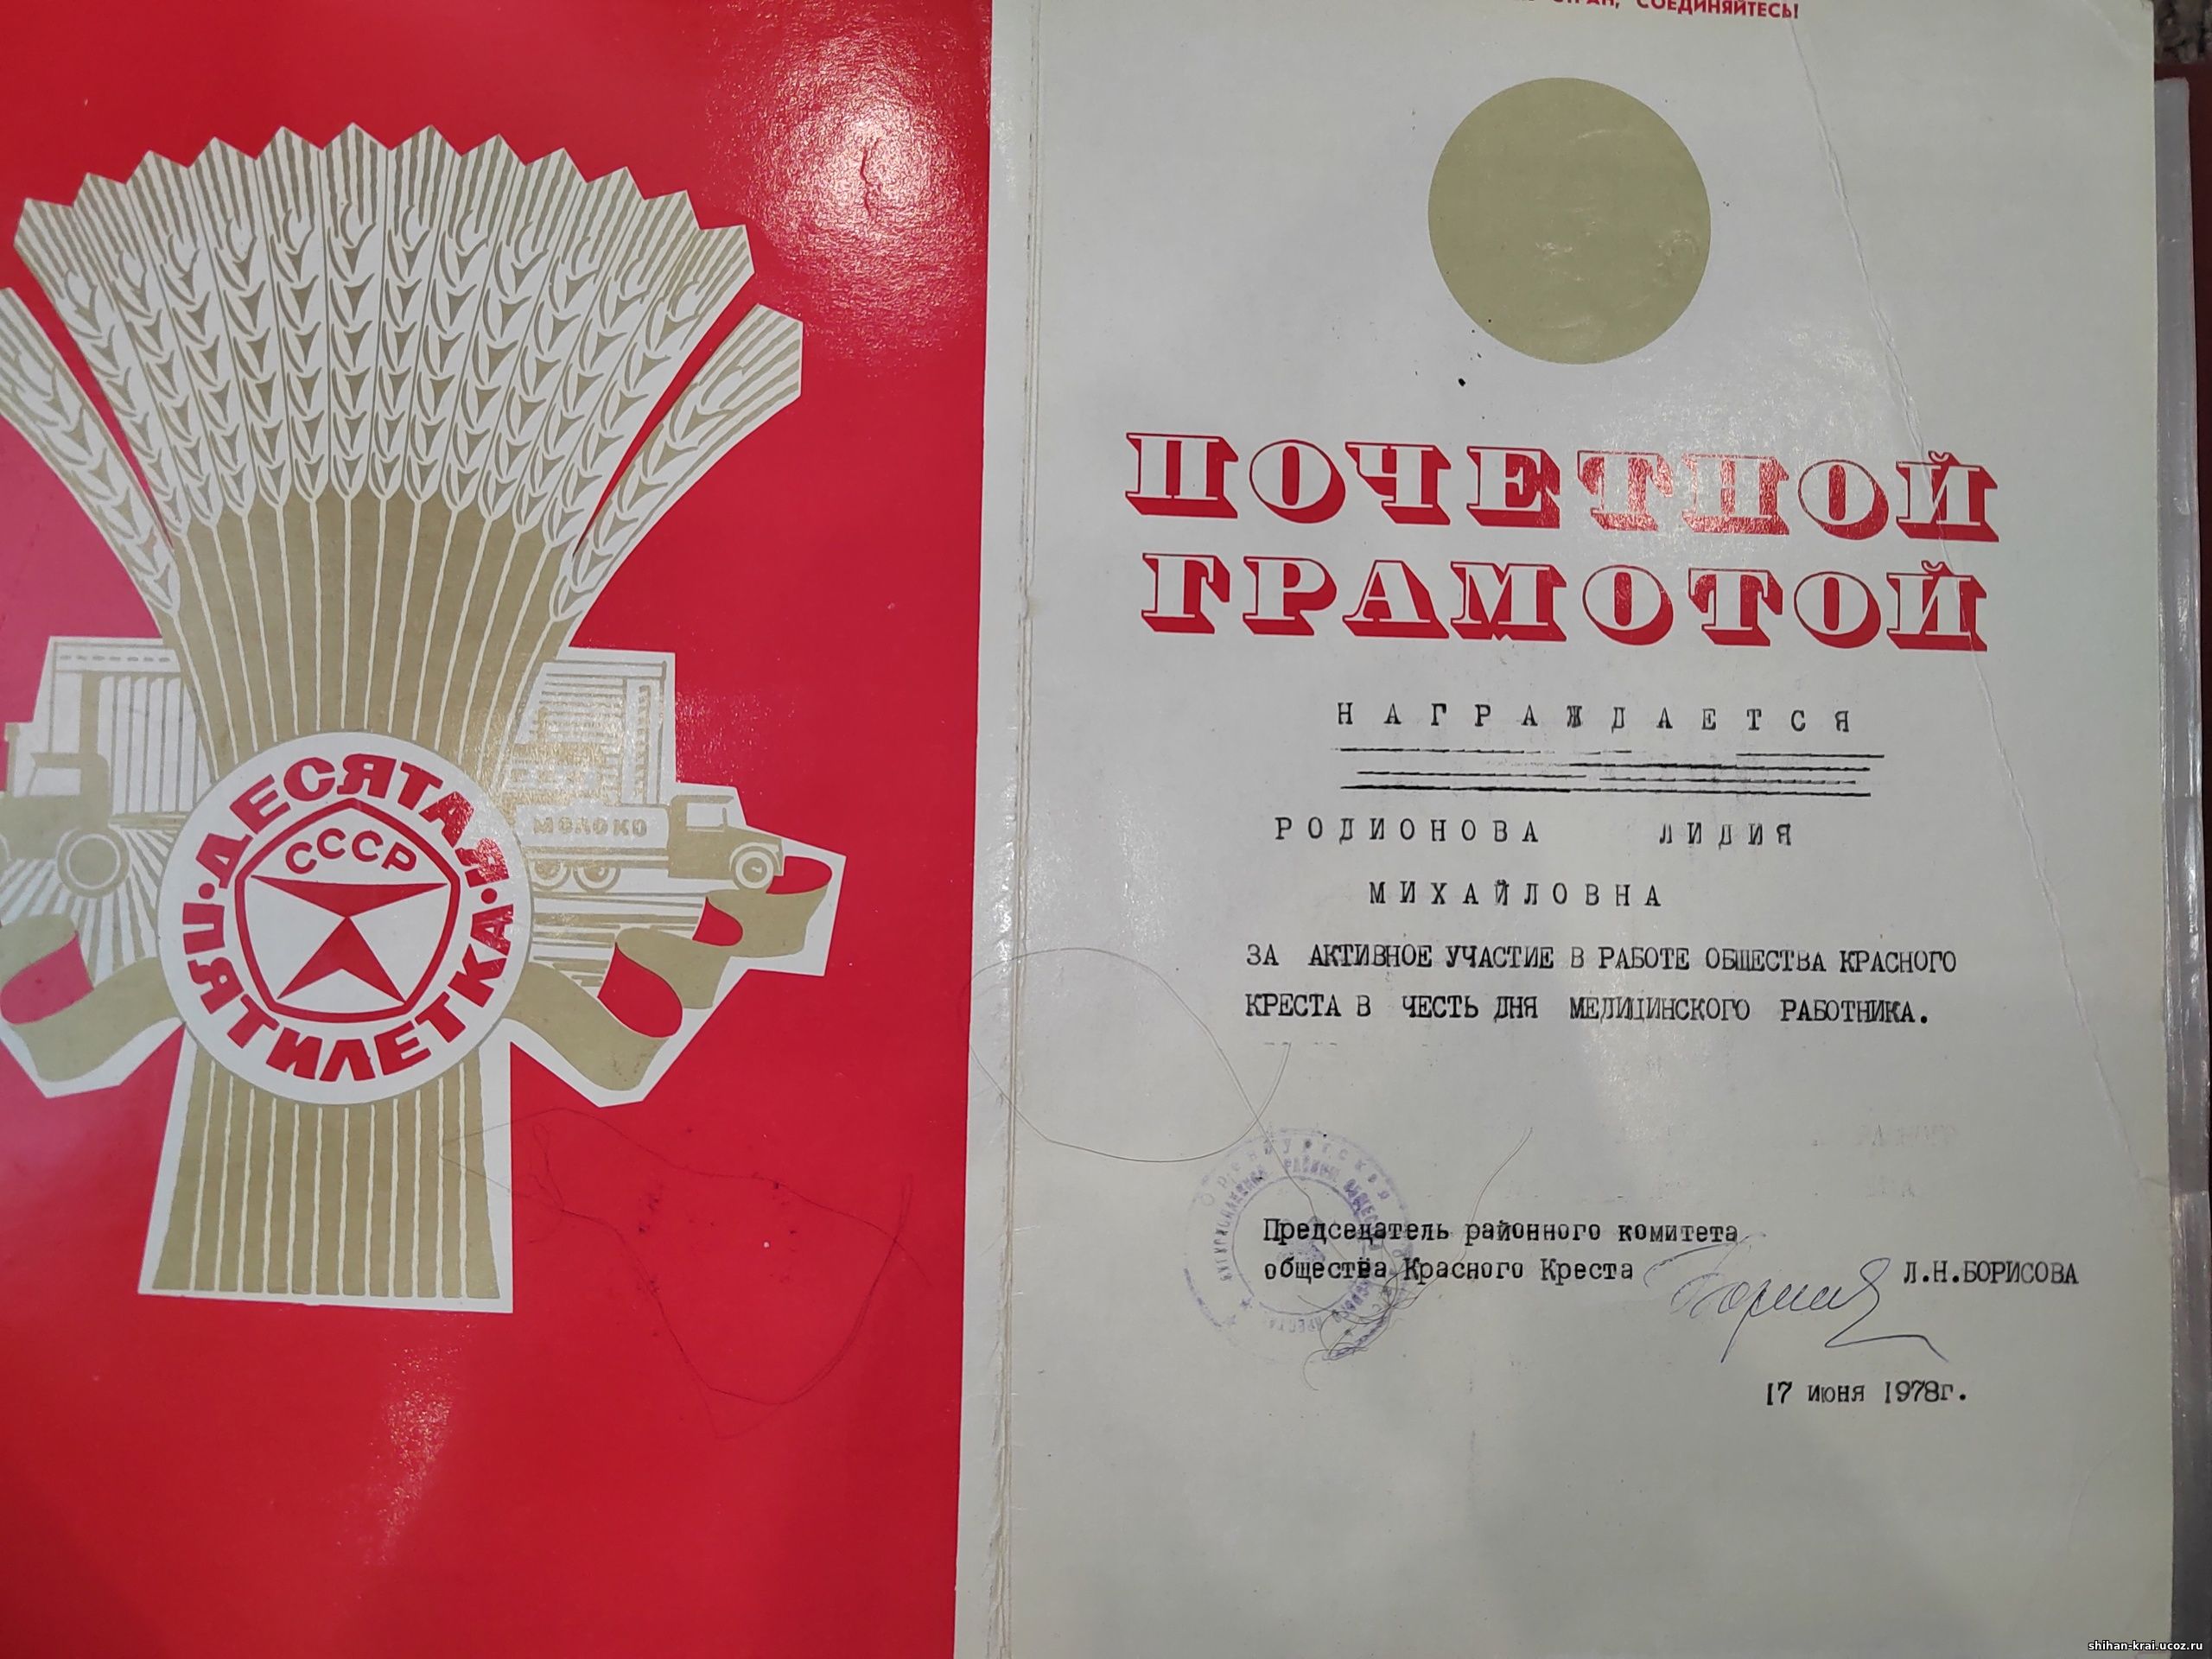 СОЕДИНЯЙТЕСЬ!
ПОЧЕТНОЙ
ГРАМОТОЙ
НАГРАЖДАЕТСЯ
РОДИОНОВА ЛИДИЯ
МИХАЙЛОВНА
ЗА АКТИВНОЕ УЧАСТИЕ В РАБОТЕ ОБЩЕСТВА КРАСНОГО
КРЕСТА В ЧЕСТЬ ДНЯ МЕДИЦИНСКОГО РАБОТНИКА.
Председатель районного комитета
общества Красного Креста Л.Н.БОРИСОВА
17 июня 1978г.
ДЕСЯТАЯ
ПЯТИЛЕТКА
СССР
МОЛОКО
shihan-krai.ucoz.ru